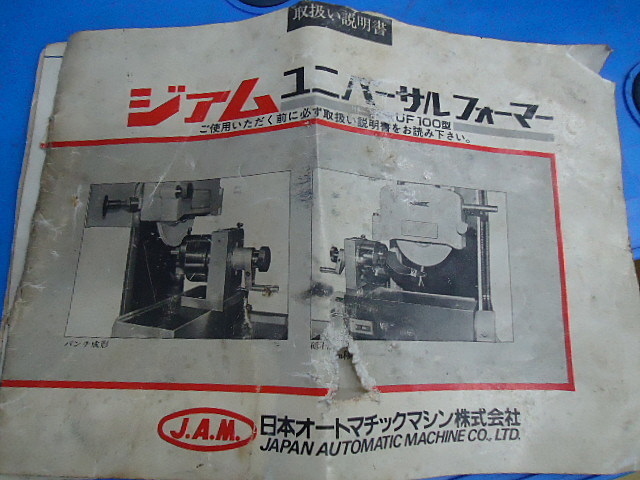 取扱い説明書
ジャム ユニバーサルフォーマー
UF100型
ご使用いただく前に必ず取扱い説明書をお読み下さい。
パンチ成形
J.A.M. 日本オートマチックマシン株式会社
JAPAN AUTOMATIC MACHINE CO., LTD.